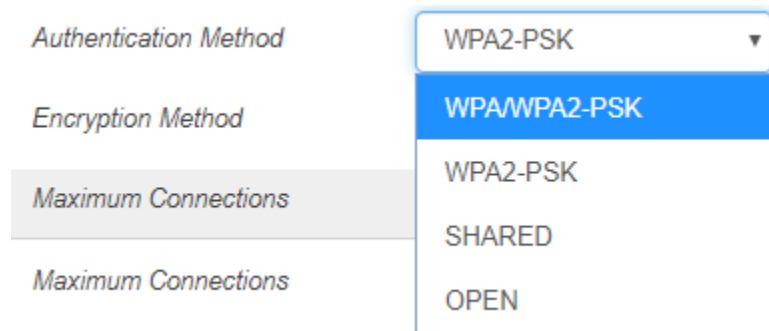 Authentication Method WPA2-PSK
Encryption Method WPA/WPA2-PSK
WPA2-PSK
Maximum Connections
SHARED
Maximum Connections
OPEN